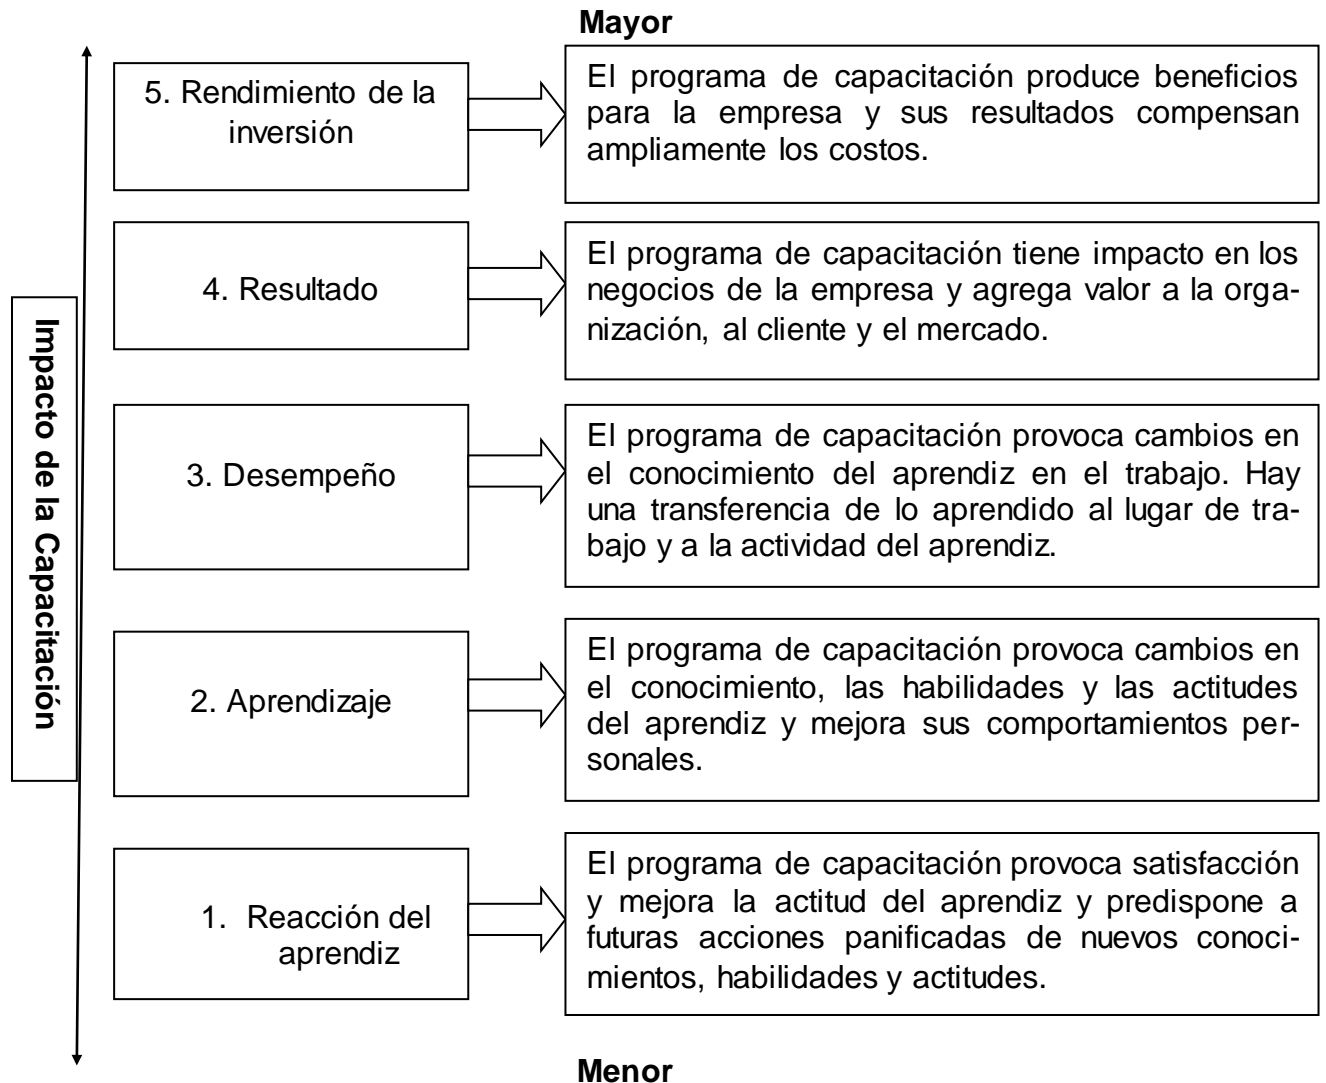 Mayor
5. Rendimiento de la
inversión
El programa de capacitación produce beneficios
para la empresa y sus resultados compensan
ampliamente los costos.
4. Resultado
El programa de capacitación tiene impacto en los
negocios de la empresa y agrega valor a la orga-
nización, al cliente y el mercado.
Impacto de la Capacitación
3. Desempeño
El programa de capacitación provoca cambios en
el conocimiento del aprendiz en el trabajo. Hay
una transferencia de lo aprendido al lugar de tra-
bajo y a la actividad del aprendiz.
2. Aprendizaje
El programa de capacitación provoca cambios en
el conocimiento, las habilidades y las actitudes
del aprendiz y mejora sus comportamientos per-
sonales.
1. Reacción del
aprendiz
El programa de capacitación provoca satisfacción
y mejora la actitud del aprendiz y predispone a
futuras acciones panificadas de nuevos conoci-
mientos, habilidades y actitudes.
Menor